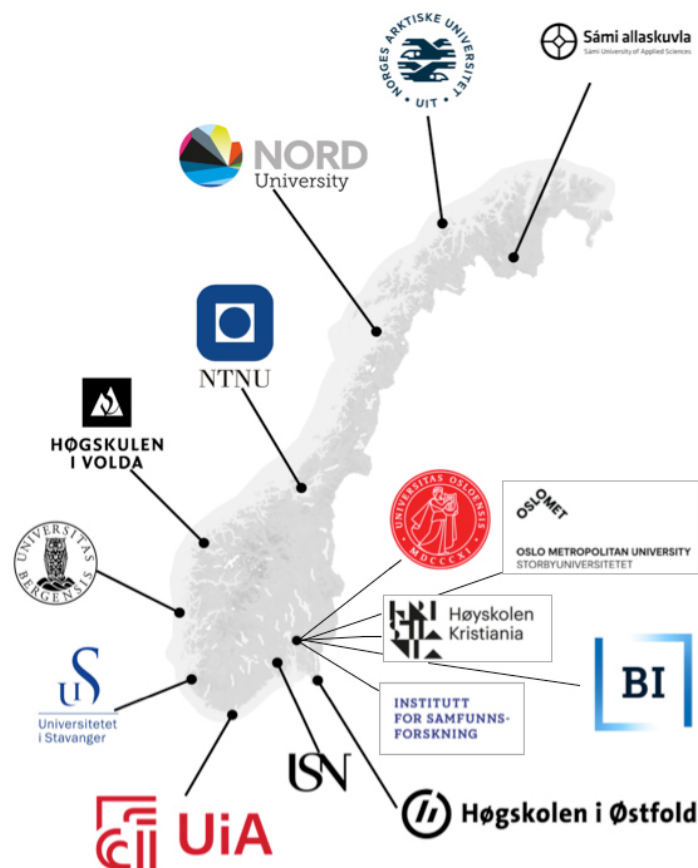 NORGES ARKTISKE UNIVERSITET
• UIT •
Sámi allaskuvla
Sámi University of Applied Sciences
NORD
University
NTNU
HØGSKULEN
I VOLDA
UNIVERSITAS
BERGENSIS
UNIVERSITAS OSLOENSIS
MDCCCXI
OSLOMET
OSLO METROPOLITAN UNIVERSITY
STORBYUNIVERSITETET
Høyskolen
Kristiania
BI
uS
Universitetet
i Stavanger
INSTITUTT
FOR SAMFUNNS-
FORSKNING
USN
UiA
Høgskolen i Østfold